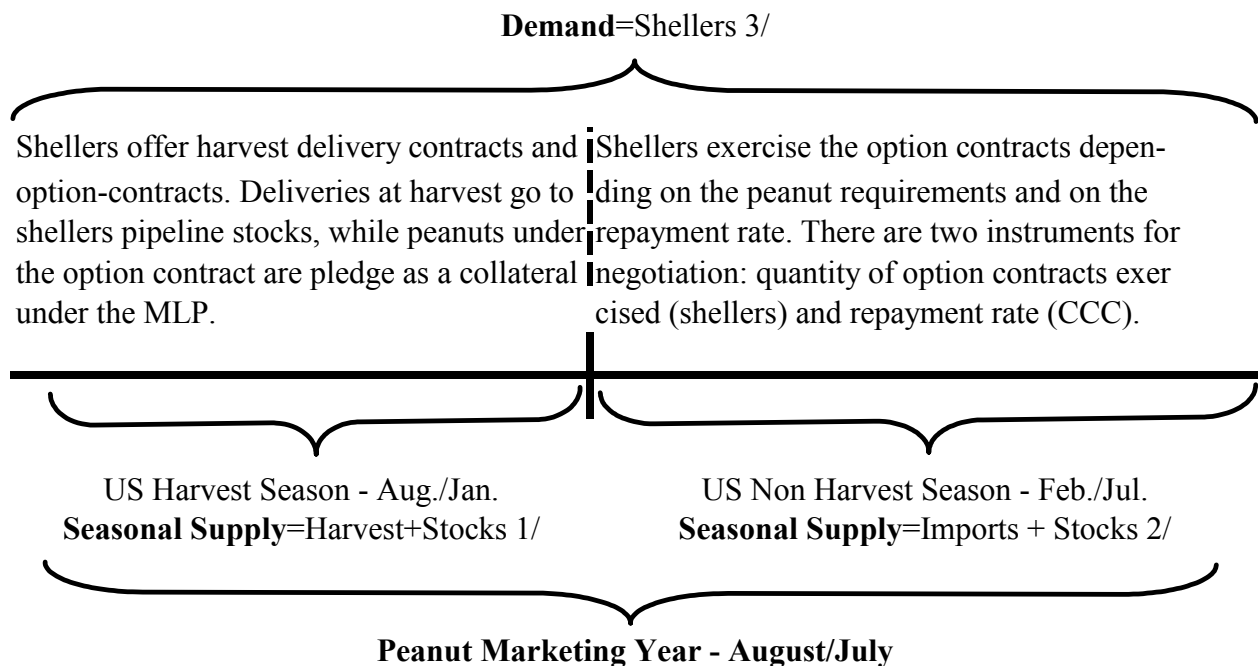 Demand=Shellers 3/
Shellers offer harvest delivery contracts and
option-contracts. Deliveries at harvest go to
shellers pipeline stocks, while peanuts under
the option contract are pledge as a collateral
under the MLP.
Shellers exercise the option contracts depen-
ding on the peanut requirements and on the
repayment rate. There are two instruments for
negotiation: quantity of option contracts exer
cised (shellers) and repayment rate (CCC).
US Harvest Season - Aug./Jan.
Seasonal Supply=Harvest+Stocks 1/
US Non Harvest Season - Feb./Jul.
Seasonal Supply=Imports + Stocks 2/
Peanut Marketing Year - August/July